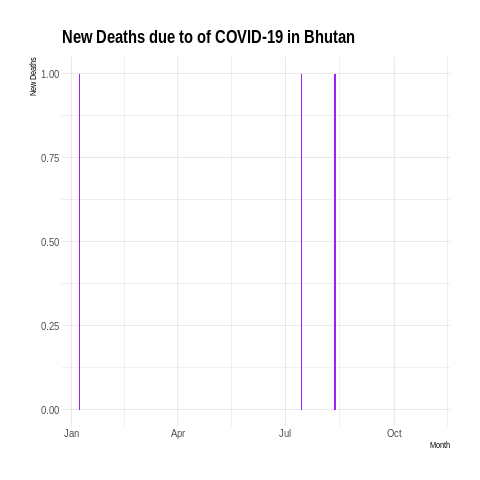 New Deaths due to of COVID-19 in Bhutan
New Deaths
1.00
0.75
0.50
0.25
0.00
Jan Apr Jul Oct
Month